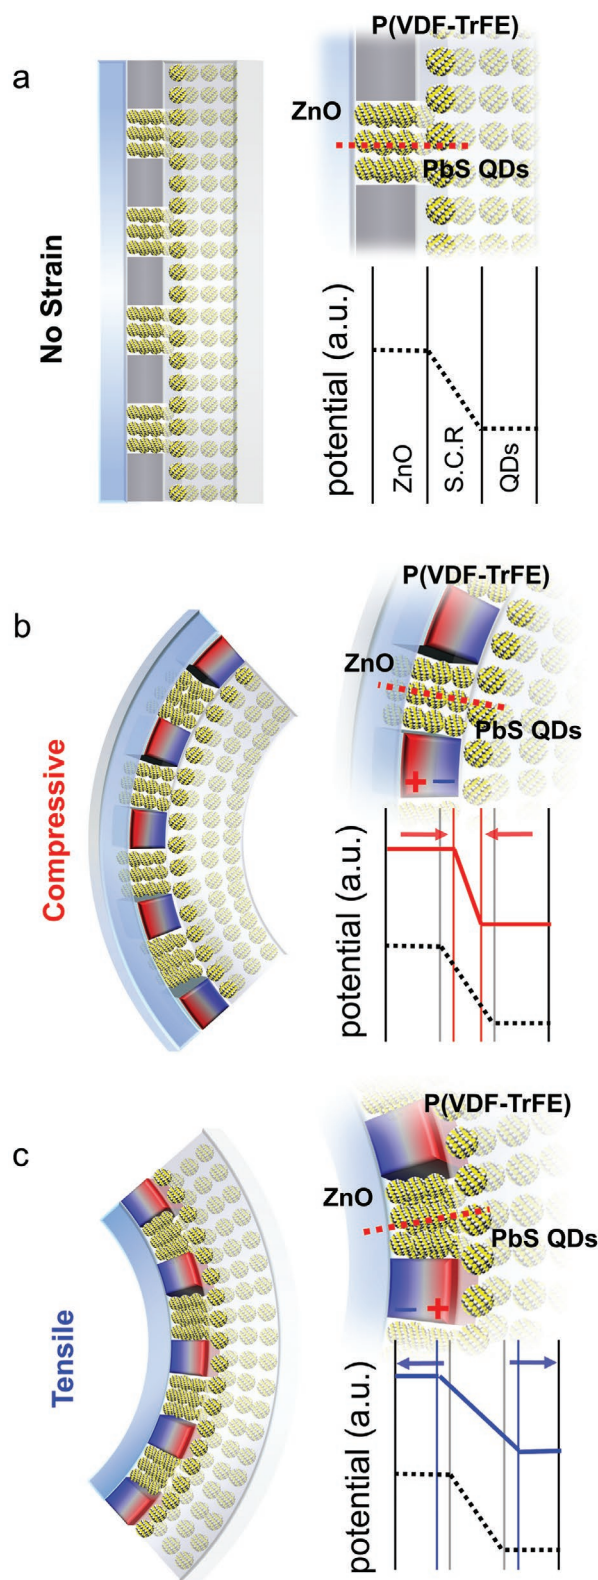 a
No Strain
P(VDF-TrFE)
ZnO
PbS QDs
potential (a.u.)
ZnO
S.C.R
QDs
b
Compressive
P(VDF-TrFE)
ZnO
PbS QDs
+ −
potential (a.u.)
c
Tensile
P(VDF-TrFE)
ZnO
PbS QDs
− +
potential (a.u.)